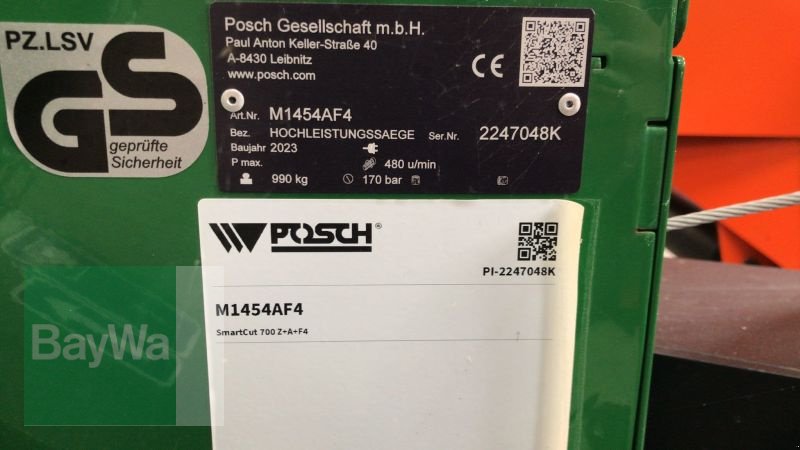 PZ.LSV
GS
geprüfte
Sicherheit
Posch Gesellschaft m.b.H.
Paul Anton Keller-Straße 40
A-8430 Leibnitz
www.posch.com
CE
Art.Nr. M1454AF4
Bez. HOCHLEISTUNGSSAEGE Ser.Nr. 2247048K
Baujahr 2023
P max. 480 u/min
990 kg 170 bar
POSCH®
PI-2247048K
M1454AF4
SmartCut 700 Z+A+F4
BayWa